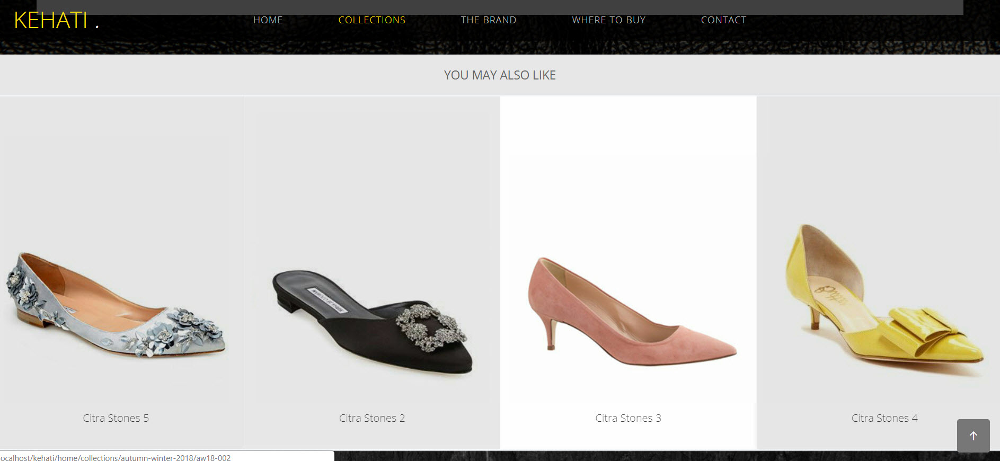 KEHATI .
HOME COLLECTIONS THE BRAND WHERE TO BUY CONTACT
YOU MAY ALSO LIKE
Citra Stones 5
Citra Stones 2
Citra Stones 3
Citra Stones 4
ocalhost/kehati/home/collections/autumn-winter-2018/aw18-002